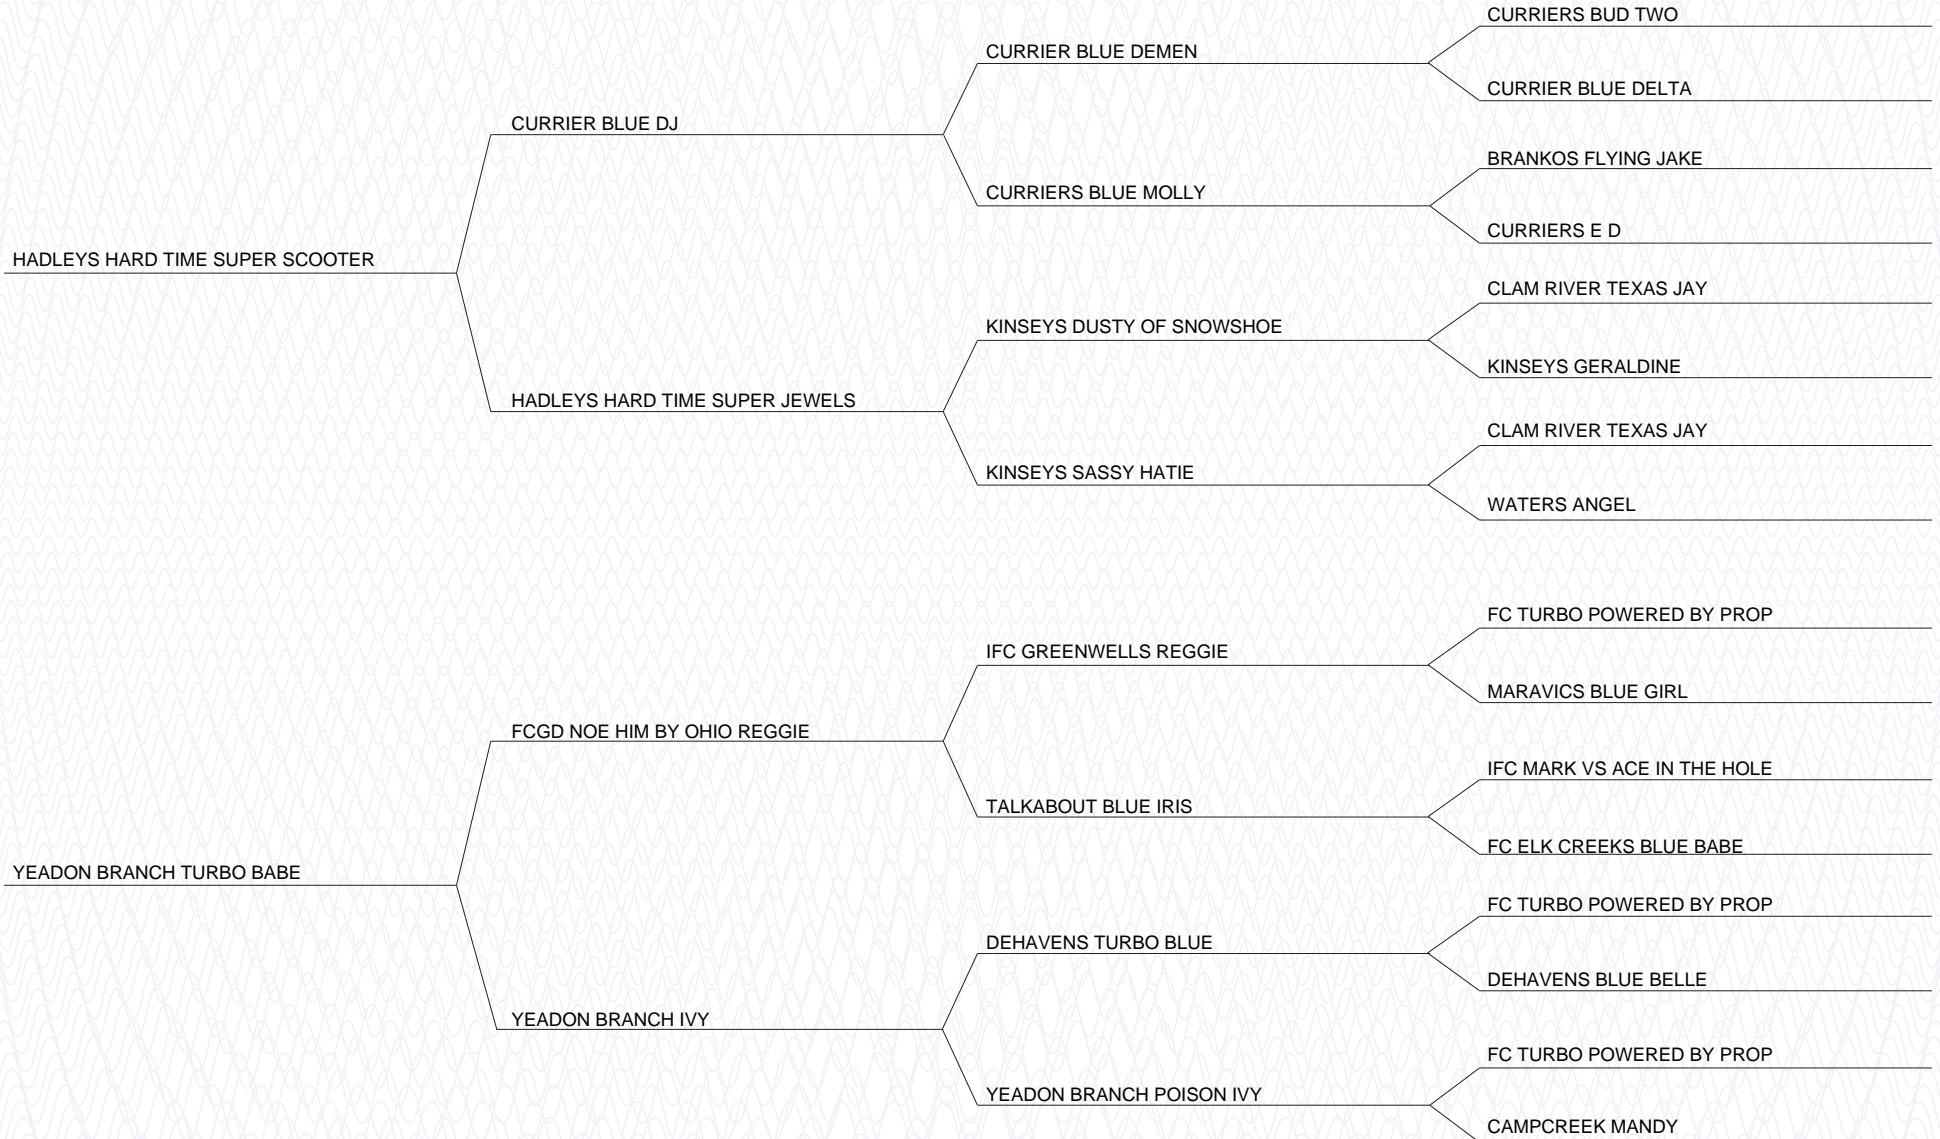 CURRIERS BUD TWO
CURRIER BLUE DEMEN
CURRIER BLUE DELTA
CURRIER BLUE DJ
BRANKOS FLYING JAKE
CURRIERS BLUE MOLLY
CURRIERS E D
HADLEYS HARD TIME SUPER SCOOTER
CLAM RIVER TEXAS JAY
KINSEYS DUSTY OF SNOWSHOE
KINSEYS GERALDINE
HADLEYS HARD TIME SUPER JEWELS
CLAM RIVER TEXAS JAY
KINSEYS SASSY HATIE
WATERS ANGEL
FC TURBO POWERED BY PROP
IFC GREENWELLS REGGIE
MARAVICS BLUE GIRL
FCGD NOE HIM BY OHIO REGGIE
IFC MARK VS ACE IN THE HOLE
TALKABOUT BLUE IRIS
FC ELK CREEKS BLUE BABE
YEADON BRANCH TURBO BABE
FC TURBO POWERED BY PROP
DEHAVENS TURBO BLUE
DEHAVENS BLUE BELLE
YEADON BRANCH IVY
FC TURBO POWERED BY PROP
YEADON BRANCH POISON IVY
CAMPCREEK MANDY